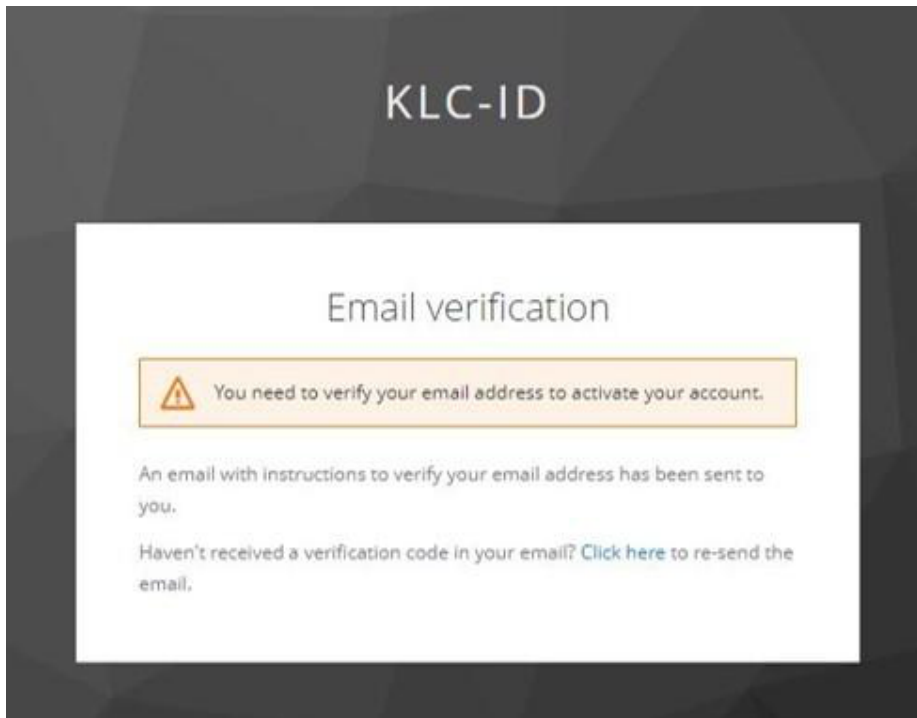 KLC-ID
Email verification
You need to verify your email address to activate your account.
An email with instructions to verify your email address has been sent to
you.
Haven't received a verification code in your email? Click here to re-send the
email.